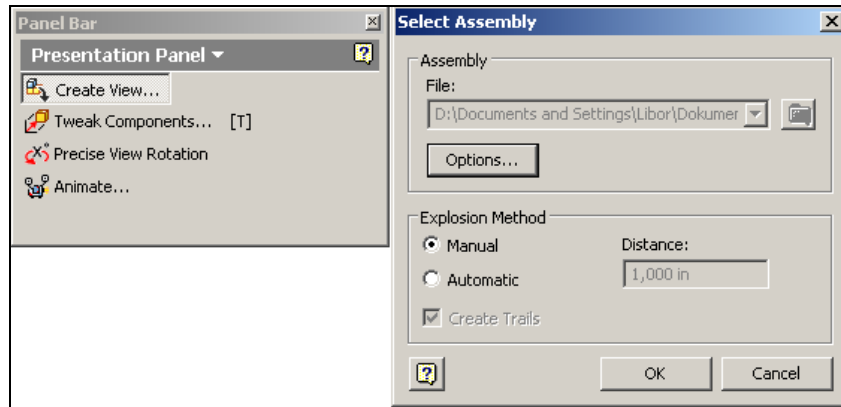 Panel Bar
Presentation Panel
Create View...
Tweak Components... [T]
Precise View Rotation
Animate...
Select Assembly
Assembly
File:
D:\Documents and Settings\Libor\Dokumer
Options...
Explosion Method
Manual
Distance:
Automatic
1,000 in
Create Trails
OK
Cancel